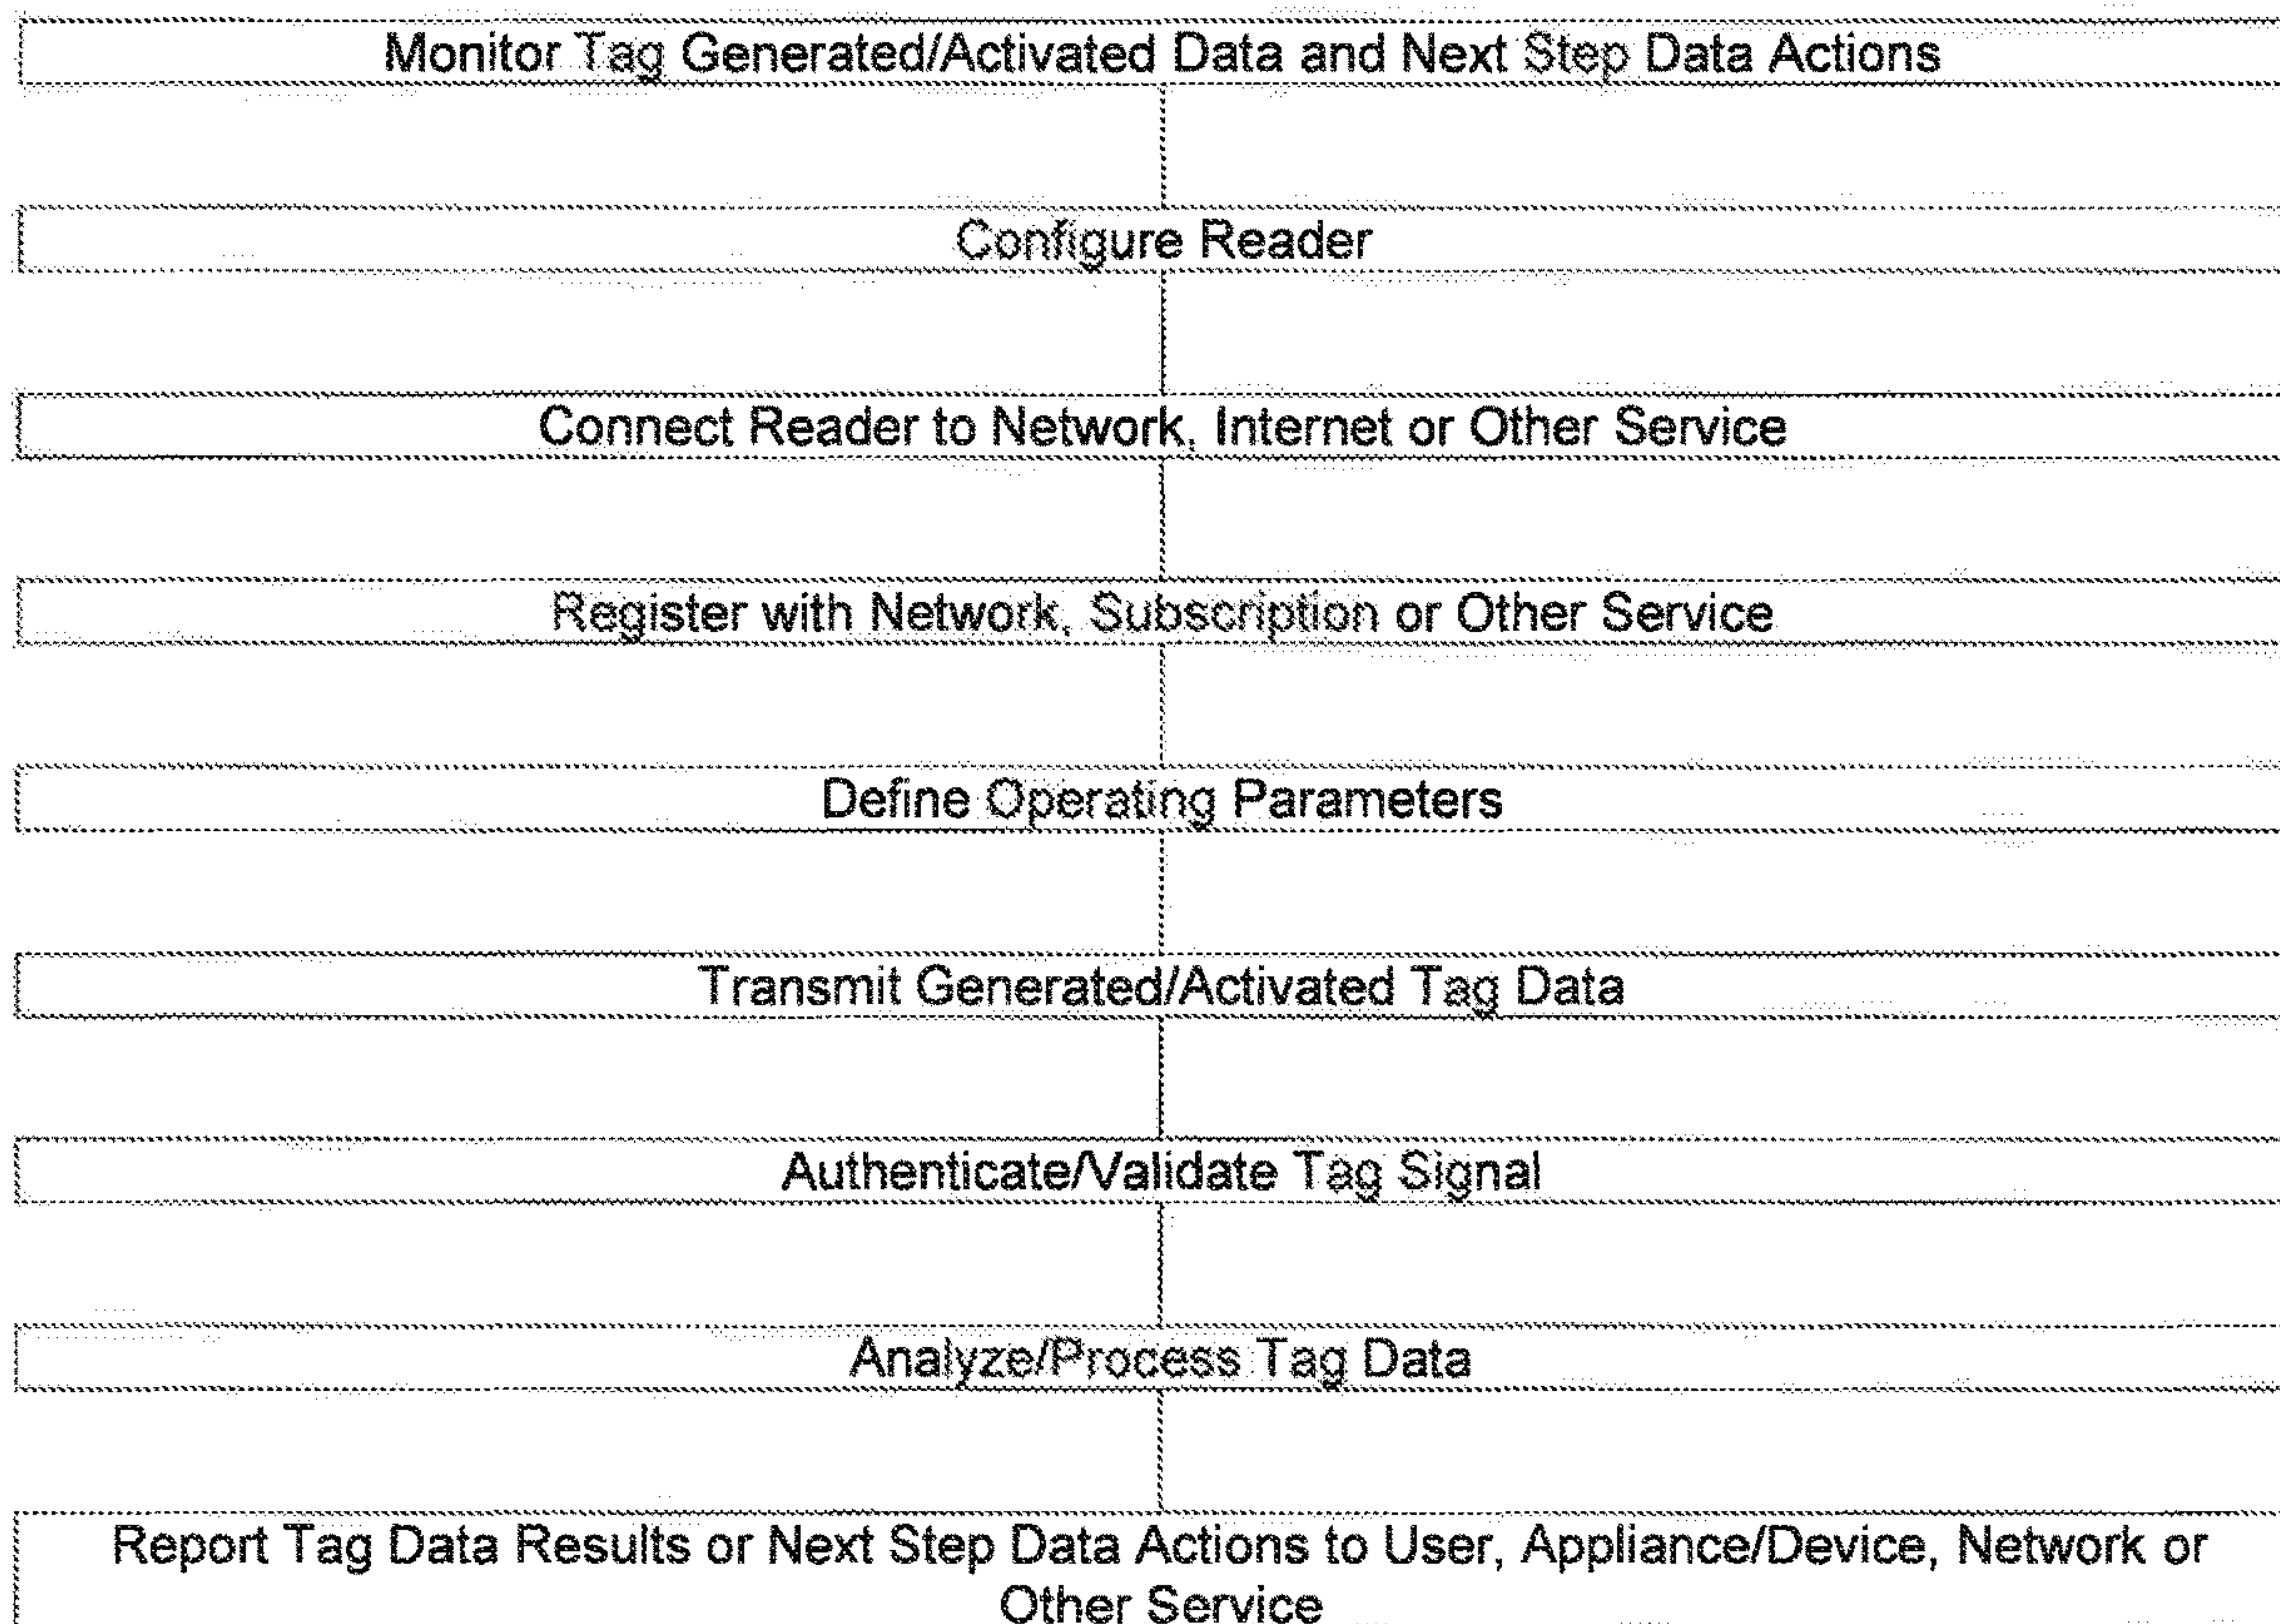 Monitor Tag Generated/Activated Data and Next Step Data Actions
Configure Reader
Connect Reader to Network, Internet or Other Service
Register with Network, Subscription or Other Service
Define Operating Parameters
Transmit Generated/Activated Tag Data
Authenticate/Validate Tag Signal
Analyze/Process Tag Data
Report Tag Data Results or Next Step Data Actions to User, Appliance/Device, Network or
Other Service